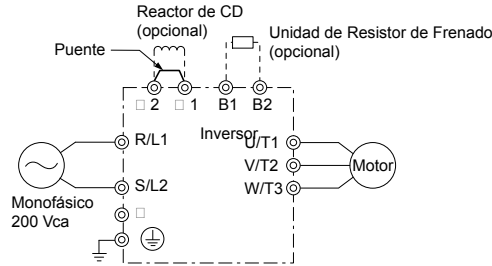 Reactor de CD
(opcional)
Puente
Unidad de Resistor de Frenado
(opcional)
□ 2 □ 1 B1 B2
Inversor
R/L1
U/T1
V/T2
Motor
S/L2
W/T3
Monofásico
200 Vca
□